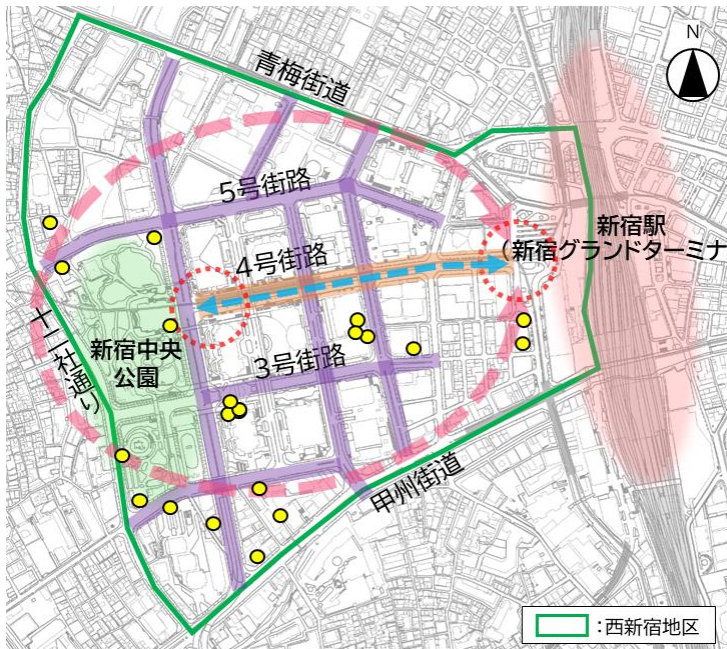 N
青梅街道
5号街路
新宿駅
(新宿グランドターミナ
4号街路
十二社通り
新宿中央
公園
3号街路
甲州街道
:西新宿地区